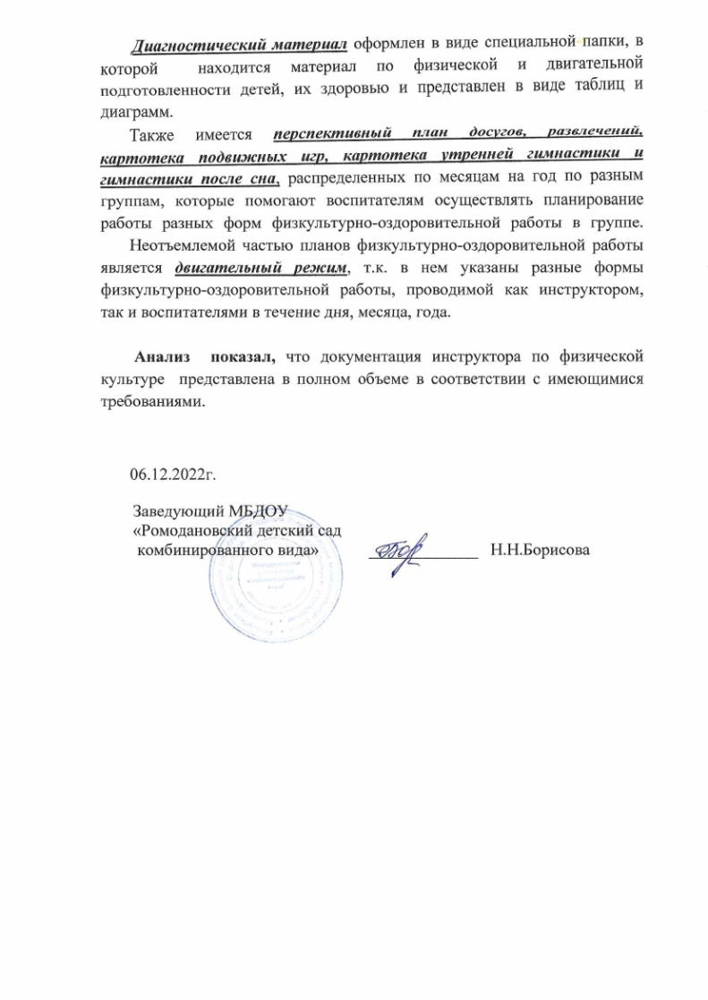 Диагностический материал оформлен в виде специальной папки, в
которой находится материал по физической и двигательной
подготовленности детей, их здоровью и представлен в виде таблиц и
диаграмм.
Также имеется перспективный план досугов, развлечений,
картотека подвижных игр, картотека утренней гимнастики и
гимнастики после сна, распределенных по месяцам на год по разным
группам, которые помогают воспитателям осуществлять планирование
работы разных форм физкультурно-оздоровительной работы в группе.
Неотъемлемой частью планов физкультурно-оздоровительной работы
является двигательный режим, т.к. в нем указаны разные формы
физкультурно-оздоровительной работы, проводимой как инструктором,
так и воспитателями в течение дня, месяца, года.
Анализ показал, что документация инструктора по физической
культуре представлена в полном объеме в соответствии с имеющимися
требованиями.
06.12.2022г.
Заведующий МБДОУ
«Ромодановский детский сад
комбинированного вида» Н.Н.Борисова